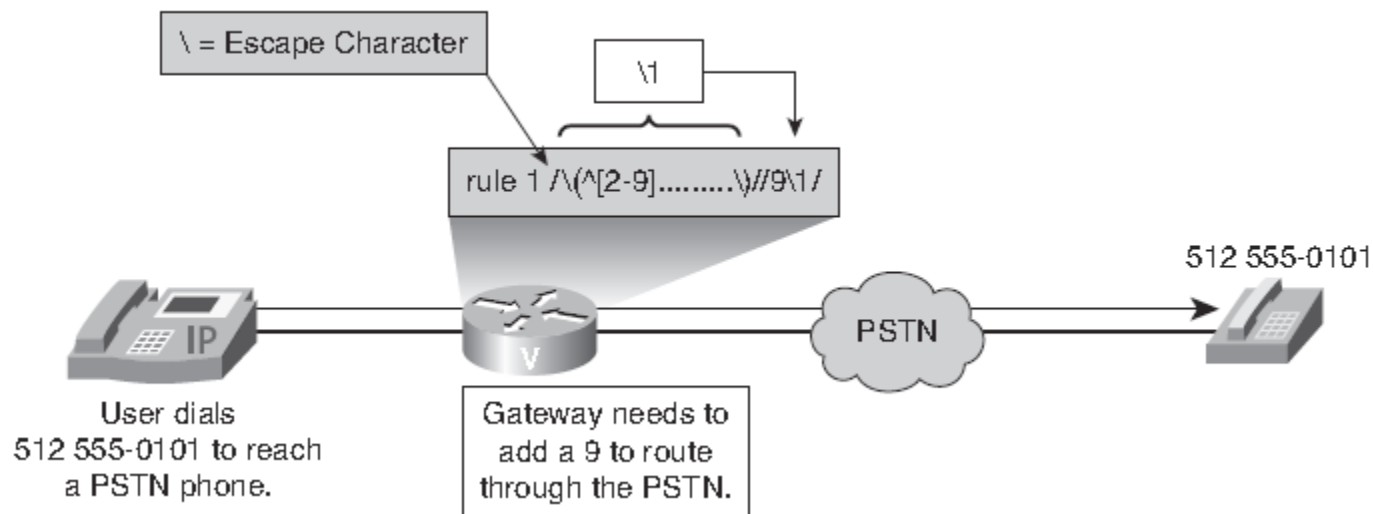 \ = Escape Character
\1
rule 1 /\(^[2-9].........\)//9\1/
512 555-0101
IP
V
PSTN
User dials
512 555-0101 to reach
a PSTN phone.
Gateway needs to
add a 9 to route
through the PSTN.